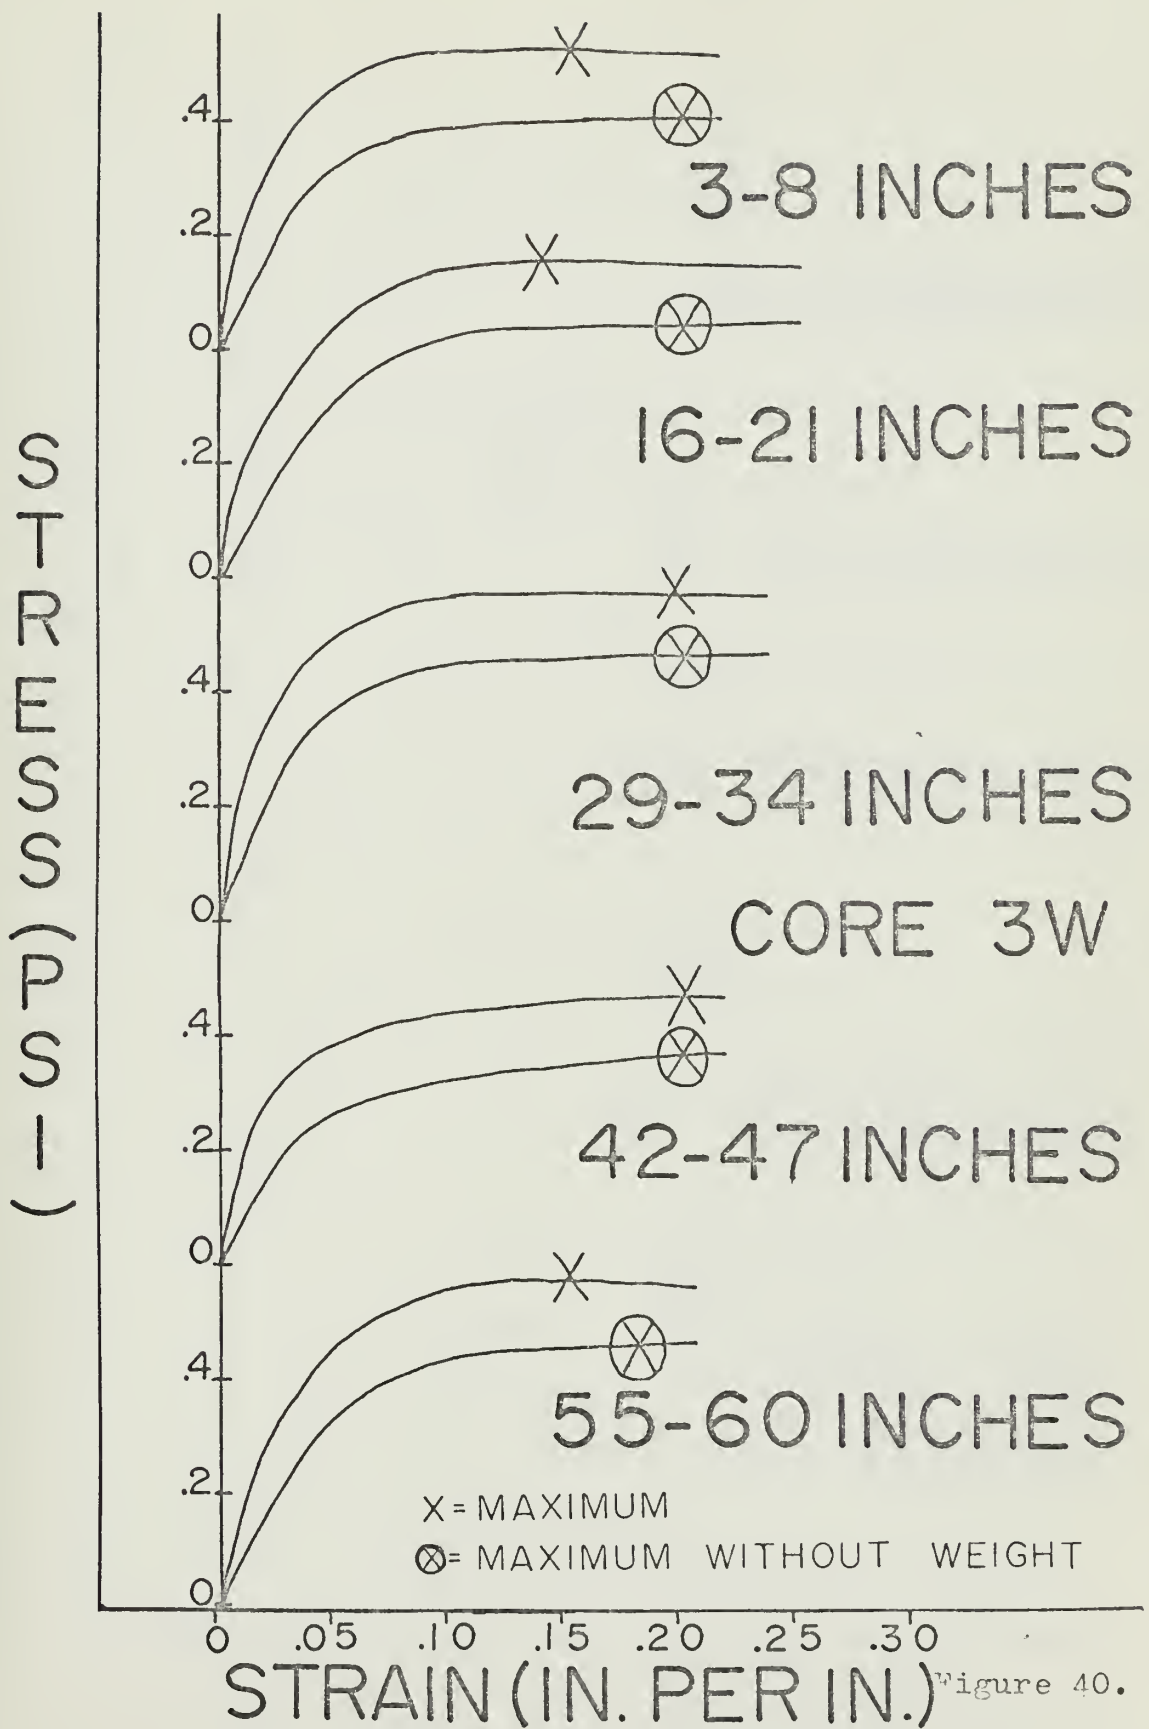 .4
3-8 INCHES
.2
0
16-21 INCHES
.2
0
.4
29-34 INCHES
.2
0
CORE 3W
.4
42-47 INCHES
.2
0
.4
55-60 INCHES
.2
X = MAXIMUM
⊗= MAXIMUM WITHOUT WEIGHT
0
STRESS (PSI)
0 .05 .10 .15 .20 .25 .30
STRAIN (IN. PER IN.)
Figure 40.